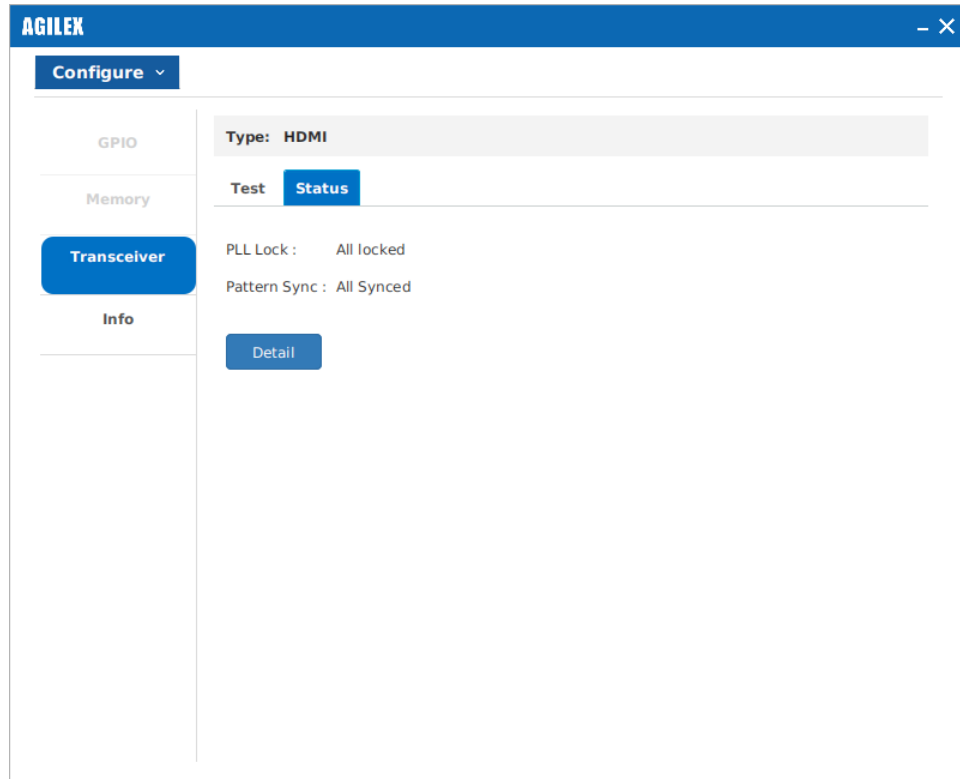 AGILEX
Configure
GPIO
Memory
Transceiver
Info
Type: HDMI
Test Status
PLL Lock : All locked
Pattern Sync : All Synced
Detail